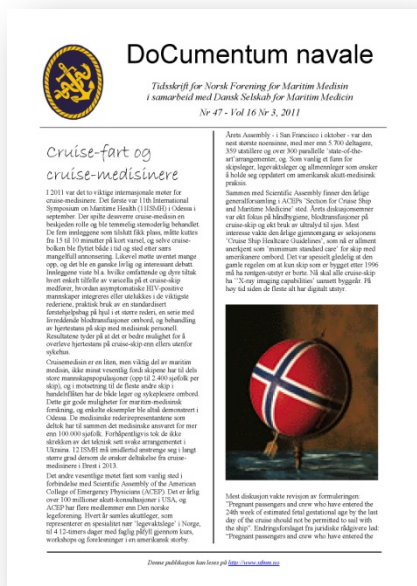 DoCumentum navale
Tidsskrift for Norsk Forening for Maritim Medisin
i samarbeid med Dansk Selskab for Maritim Medicin
Nr 47 - Vol 16 Nr 3, 2011
Cruise-fart og
cruise-medisinere
I 2011 var det to viktige internasjonale møter for
cruise-medisinere. Det første var 11th International
Symposium on Maritime Health (11ISMH) i Odessa i
september. Der spilte dessverre cruise-medisin en
beskjeden rolle og ble temmelig stemoderlig behandlet.
De fem innleggene som tilslutt fikk plass, måtte kuttes
fra 15 til 10 minutter på kort varsel, og selve cruise-
bolken ble flyttet både i tid og sted etter særs
mangelfull annonsering. Likevel møtte uventet mange
opp, og det ble en ganske livlig og interessant debatt.
Innleggene viste bl.a. hvilke omfattende og dyre tiltak
hvert enkelt tilfelle av varicella på et cruise-skip
medfører, hvordan asymptomatiske HIV-positive
mannskaper integreres eller utelukkes i de viktigste
rederiene, praktisk bruk av en standardisert
førstehjelpsbag på hjul i et større rederi, en serie med
livreddende blodtransfusjoner ombord, og behandling
av hjertestans på skip med medisinsk personell.
Resultatene tyder på at det er bedre mulighet for å
overleve hjertestans på cruise-skip enn ellers utenfor
sykehus.
Cruisemedisin er en liten, men viktig del av maritim
medisin, ikke minst vesentlig fordi skipene har til dels
store mannskapspopulasjoner (opp til 2.400 sjøfolk per
skip), og i motsetning til de fleste andre skip i
handelsflåten har de både leger og sykepleiere ombord.
Dette gir gode muligheter for maritim-medisinsk
forskning, og enkelte eksempler ble altså demonstrert i
Odessa. De medisinske rederirepresentantene som
deltok har til sammen det medisinske ansvaret for mer
enn 100.000 sjøfolk. Forhåpentligvis tok de ikke
skrekken av det teknisk sett svake arrangementet i
Ukraina. 12.ISMH må imidlertid anstrenge seg i langt
større grad dersom de ønsker deltakelse fra cruise-
medisinere i Brest i 2013.
Det andre vesentlige møtet fant som vanlig sted i
forbindelse med Scientific Assembly of the American
College of Emergency Physicians (ACEP). Det er årlig
over 100 millioner akutt-konsultasjoner i USA, og
ACEP har flere medlemmer enn Den norske
legeforening. Hvert år samles akuttleger, som
representerer en spesialitet nær 'legevaktslege' i Norge,
til 4 12-timers dager med faglig påfyll gjennom kurs,
workshops og forelesninger i en amerikansk storby.
Årets Assembly - i San Francisco i oktober - var den
nest største noensinne, med mer enn 5.700 deltagere,
359 utstillere og over 300 parallelle 'state-of-the-
art'arrangementer, og. Som vanlig et funn for
skipsleger, legevaktsleger og allmennleger som ønsker
å holde seg oppdatert om amerikansk akutt-medisinsk
praksis.
Sammen med Scientific Assembly finner den årlige
generalforsamling i ACEPs 'Section for Cruise Ship
and Maritime Medicine' sted. Årets diskusjonsemner
var økt fokus på håndhygiene, blodtransfusjoner på
cruise-skip og økt bruk av ultralyd til sjøs. Mest
interesse vakte den årlige gjennomgang av seksjonens
'Cruise Ship Healtcare Guidelines', som nå er allment
anerkjent som 'minimum standard care' for skip med
amerikanere ombord. Det var spesielt gledelig at den
gamle regelen om at kun skip som er bygget etter 1996
må ha røntgen-utstyr er borte. Nå skal alle cruise-skip
ha ''X-ray imaging capabilities' uansett byggeår. På
høy tid siden de fleste alt har digitalt utstyr.
Mest diskusjon vakte revisjon av formuleringen:
"Pregnant passengers and crew who have entered the
24th week of estimated fetal gestational age by the last
day of the cruise should not be permitted to sail with
the ship". Endringsforslaget fra juridiske rådgivere lød:
"Pregnant passengers and crew who have entered the
Denne publikasjon kan leses på http://www.nfmm.no